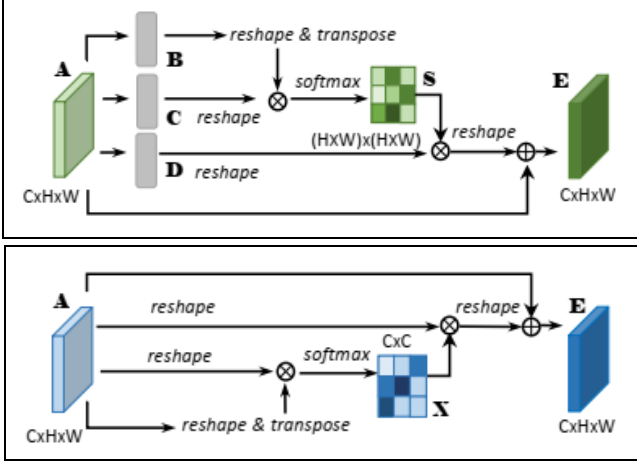 B
reshape & transpose
A
softmax
S
E
C
reshape
(HxW)x(HxW)
reshape
D
reshape
CxHxW
CxHxW
A
reshape
reshape
E
CxC
reshape
softmax
X
CxHxW
reshape & transpose
CxHxW